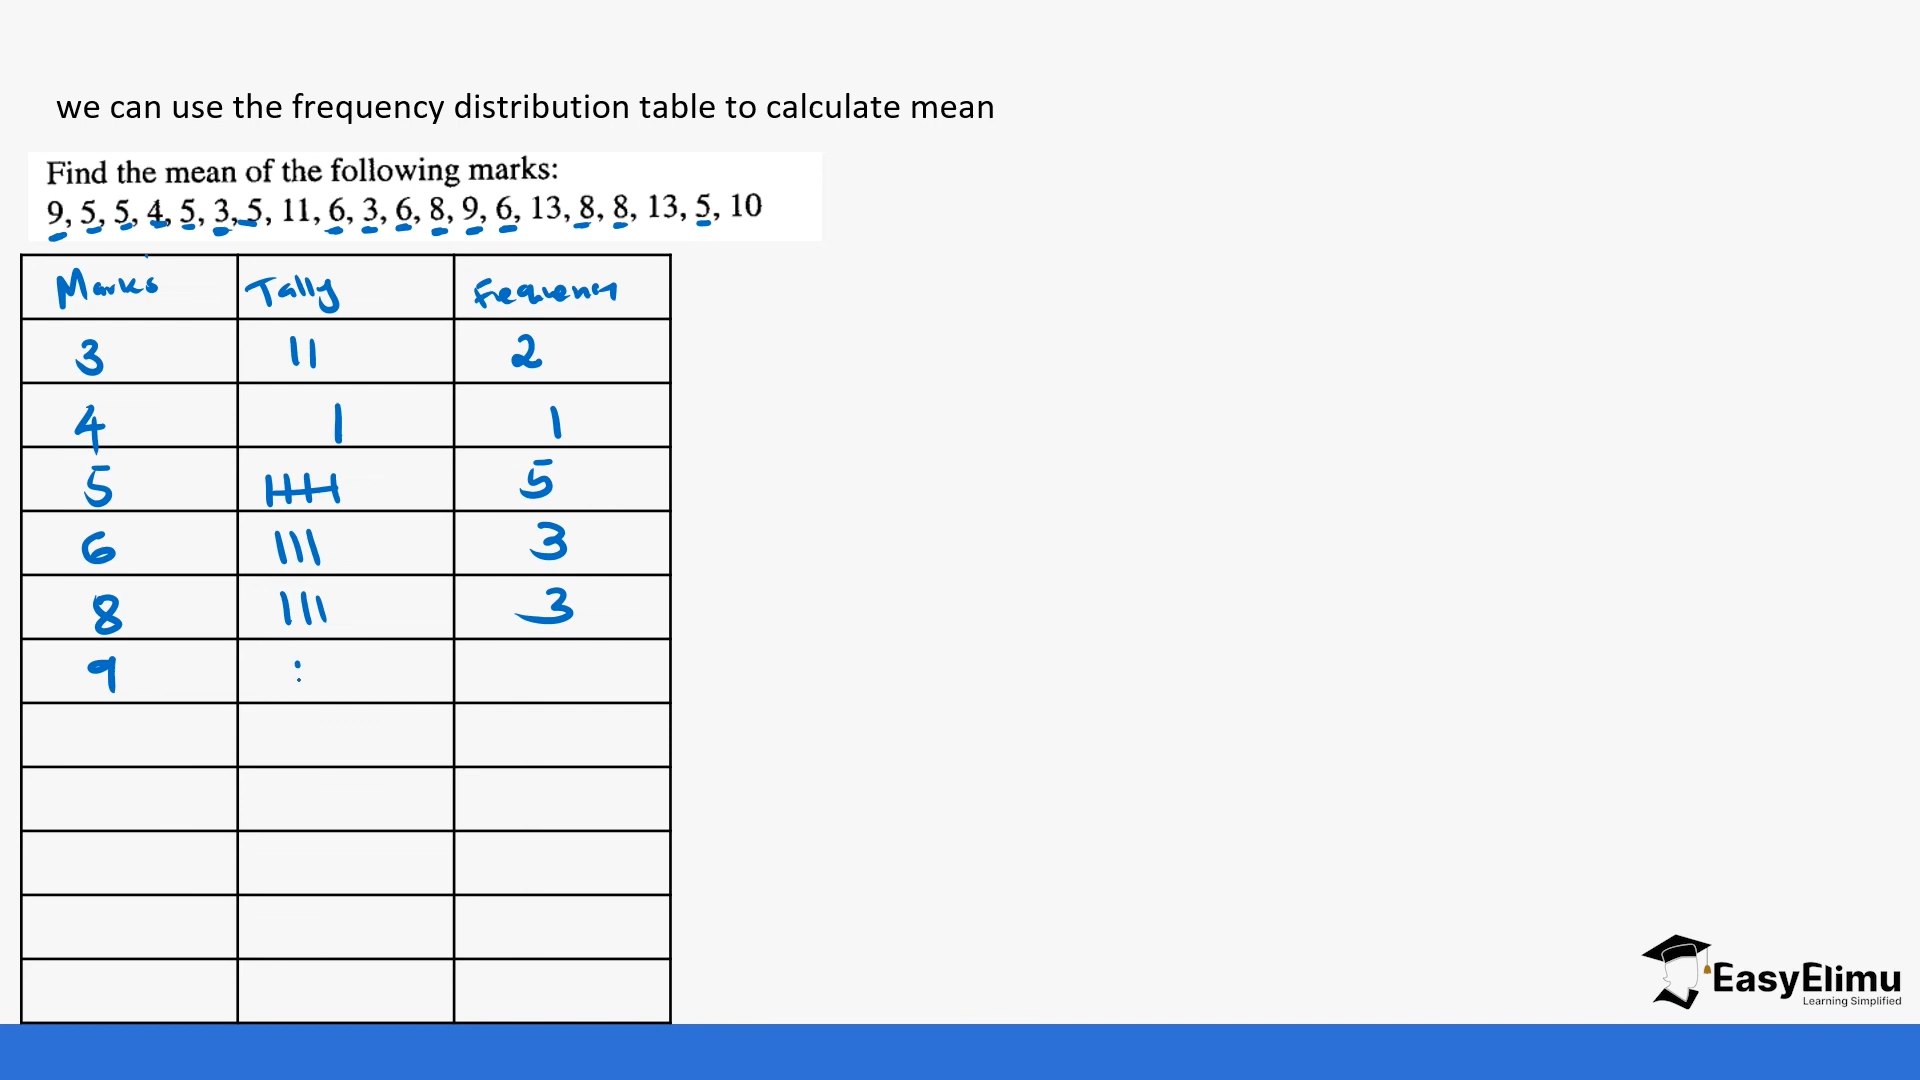 we can use the frequency distribution table to calculate mean
Find the mean of the following marks:
9, 5, 5, 4, 5, 3, 5, 11, 6, 3, 6, 8, 9, 6, 13, 8, 8, 13, 5, 10
Marks Tally Frequency
3 11 2
4 1 1
5 HHH 5
6 111 3
8 111 3
9 :
EasyElimu
Learning Simplified